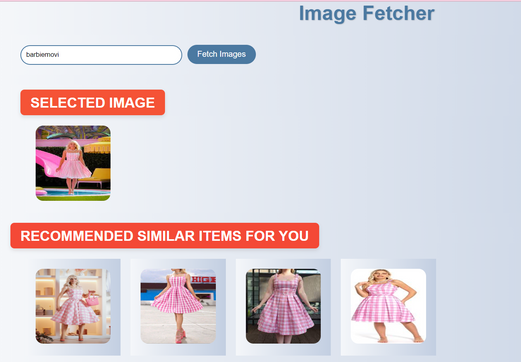 Image Fetcher
barbiemovi
Fetch Images
SELECTED IMAGE
RECOMMENDED SIMILAR ITEMS FOR YOU